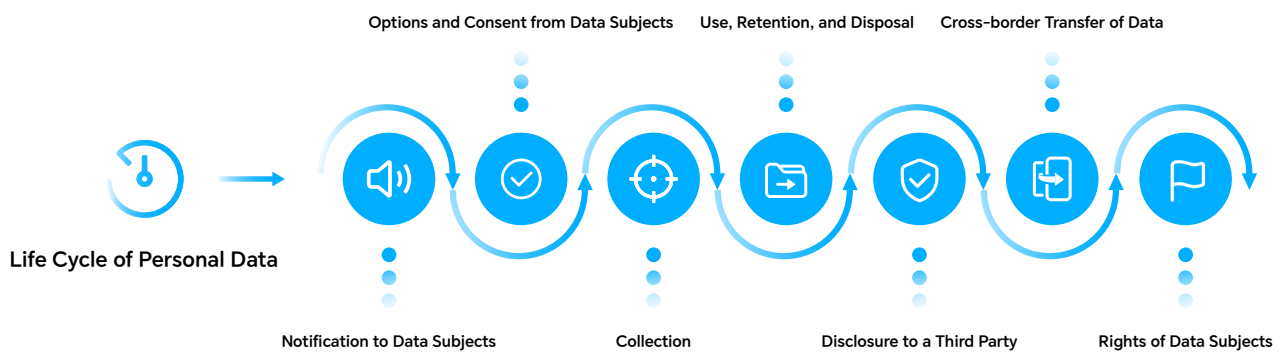 Options and Consent from Data Subjects
Use, Retention, and Disposal
Cross-border Transfer of Data
Life Cycle of Personal Data
Notification to Data Subjects
Collection
Disclosure to a Third Party
Rights of Data Subjects